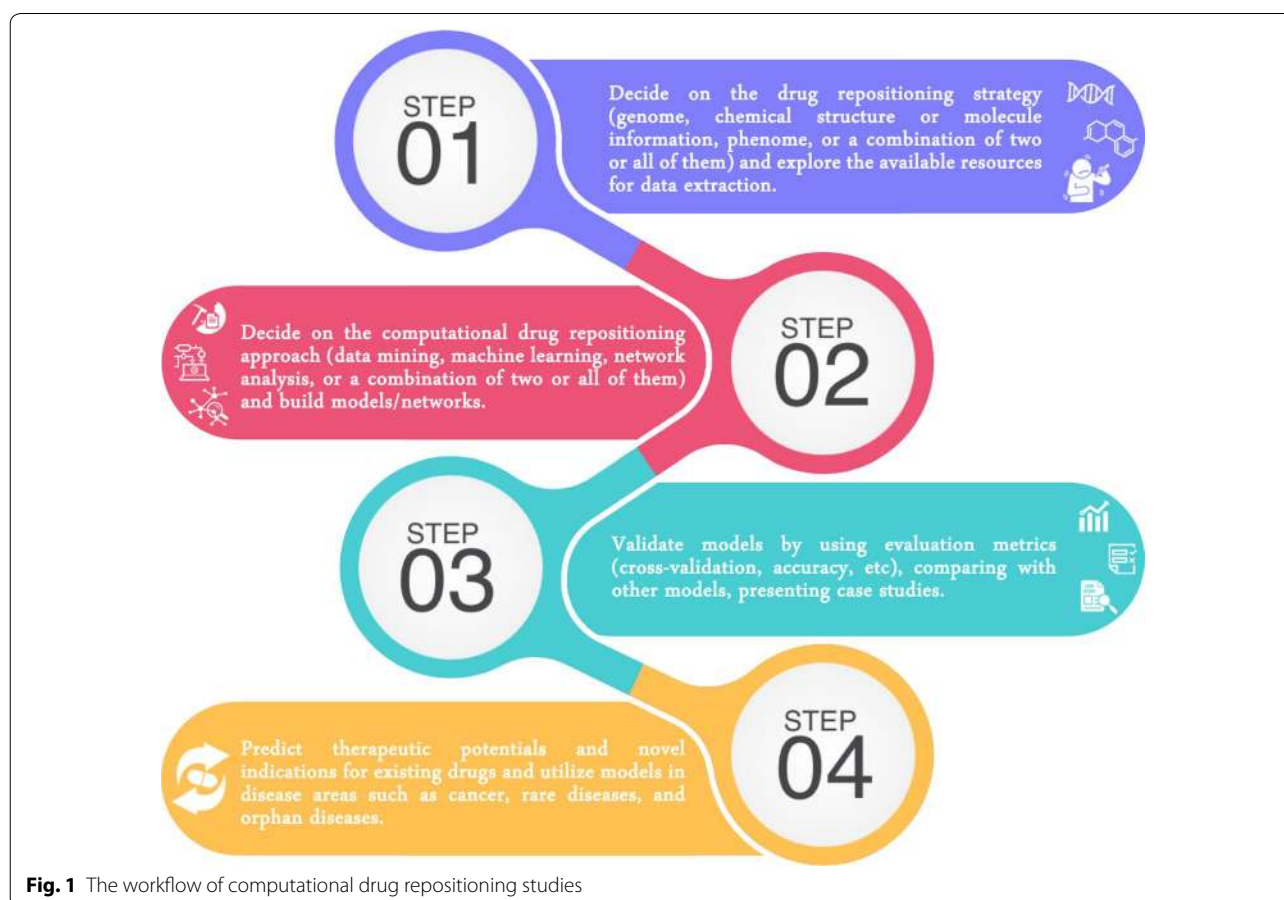 STEP
01
Decide on the drug repositioning strategy
(genome, chemical structure or molecule
information, phenome, or a combination of two
or all of them) and explore the available resources
for data extraction.
STEP
02
Decide on the computational drug repositioning
approach (data mining, machine learning, network
analysis, or a combination of two or all of them)
and build models/networks.
STEP
03
Validate models by using evaluation metrics
(cross-validation, accuracy, etc), comparing with
other models, presenting case studies.
STEP
04
Predict therapeutic potentials and novel
indications for existing drugs and utilize models in
disease areas such as cancer, rare diseases, and
orphan diseases.
Fig. 1 The workflow of computational drug repositioning studies